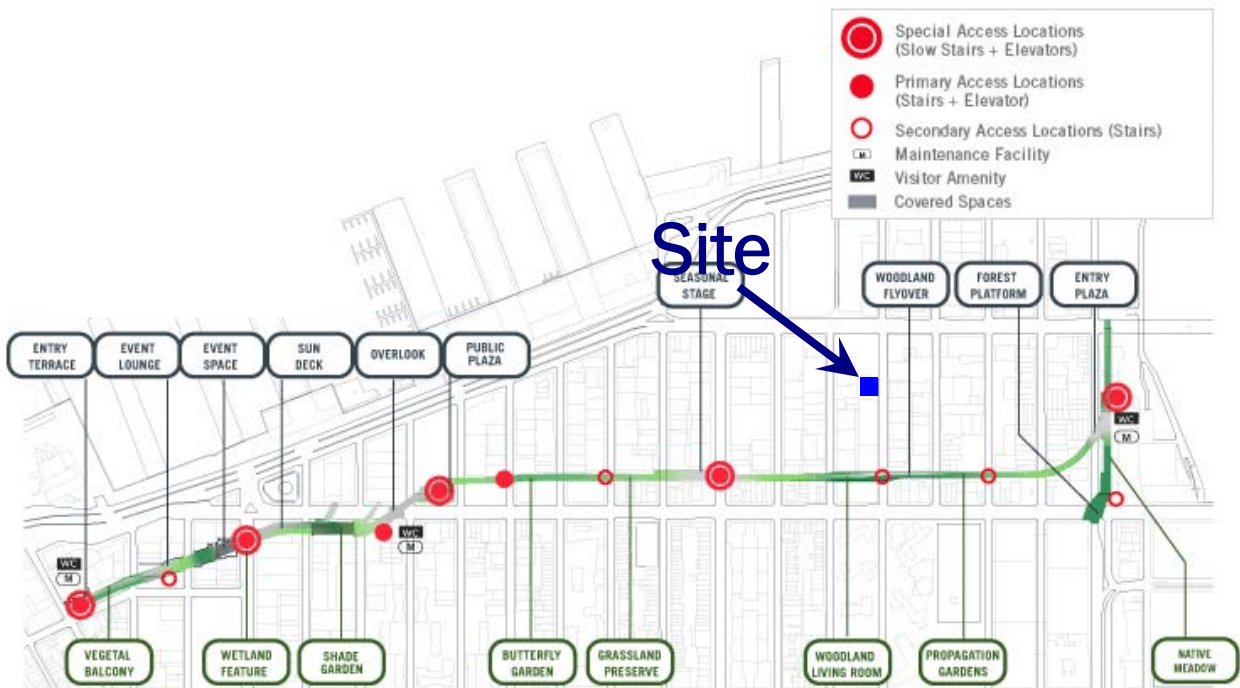 Special Access Locations
(Slow Stairs + Elevators)
Primary Access Locations
(Stairs + Elevator)
Secondary Access Locations (Stairs)
M
Maintenance Facility
WC
Visitor Amenity
Covered Spaces
Site
SEASONAL
STAGE
WOODLAND
FLYOVER
FOREST
PLATFORM
ENTRY
PLAZA
ENTRY
TERRACE
EVENT
LOUNGE
EVENT
SPACE
SUN
DECK
OVERLOOK
PUBLIC
PLAZA
WC
M
WC
M
WC
M
VEGETAL
BALCONY
WETLAND
FEATURE
SHADE
GARDEN
BUTTERFLY
GARDEN
GRASSLAND
PRESERVE
WOODLAND
LIVING ROOM
PROPAGATION
GARDENS
NATIVE
MEADOW